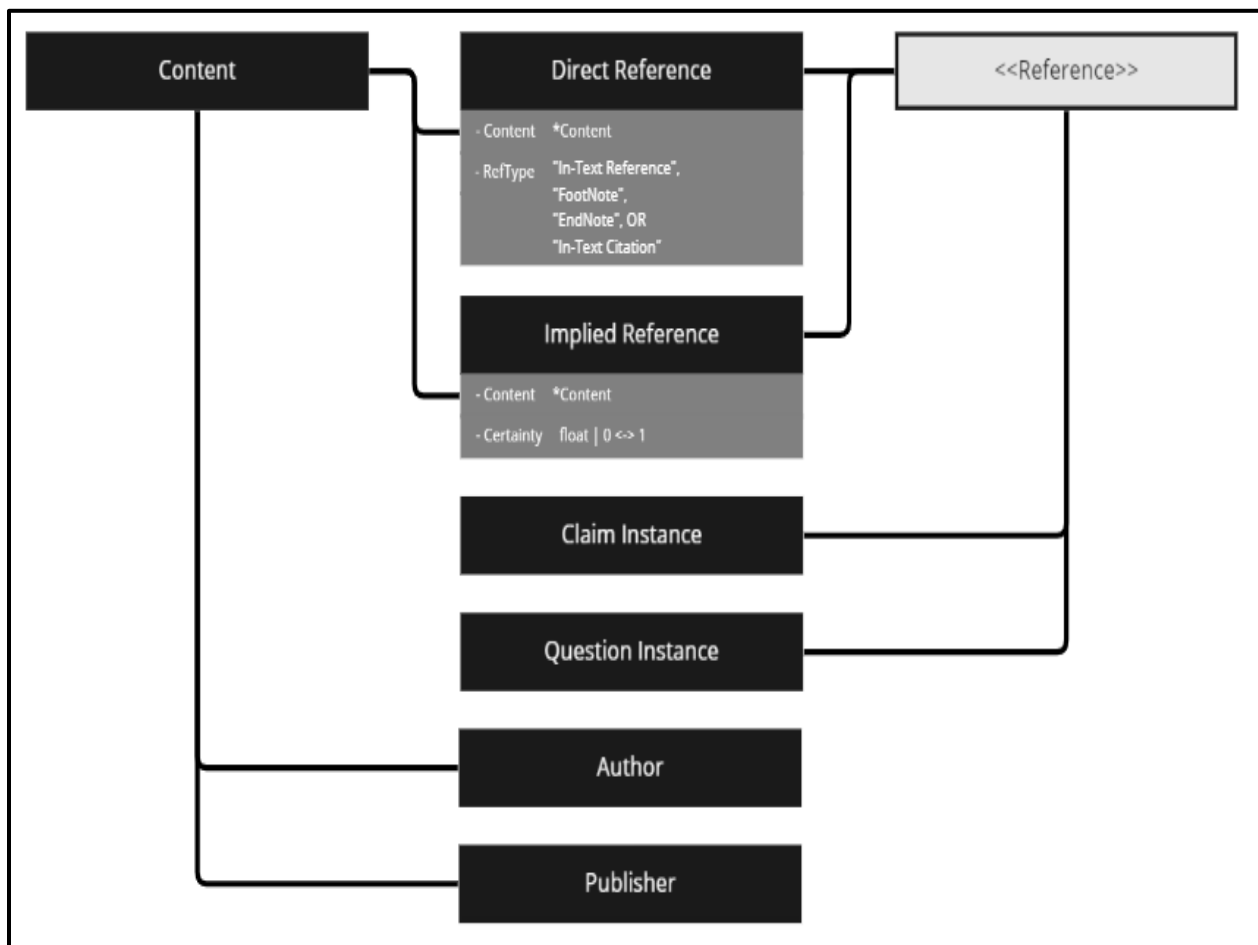 Content
Direct Reference
<<Reference>>
- Content *Content
- RefType "In-Text Reference",
"FootNote",
"EndNote", OR
"In-Text Citation"
Implied Reference
- Content *Content
- Certainty float | 0 <-> 1
Claim Instance
Question Instance
Author
Publisher